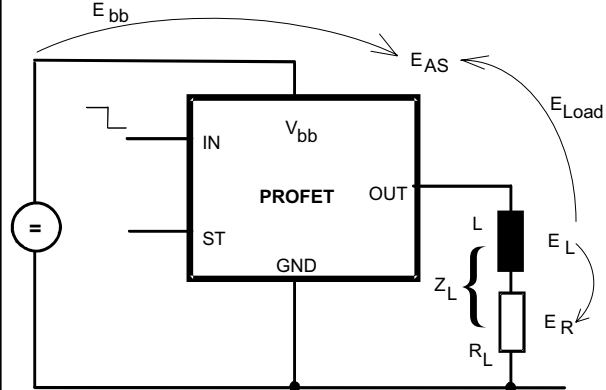 E bb
E AS
E Load
IN
V bb
PROFET
OUT
=
ST
GND
L
E L
Z L {
E R
R L